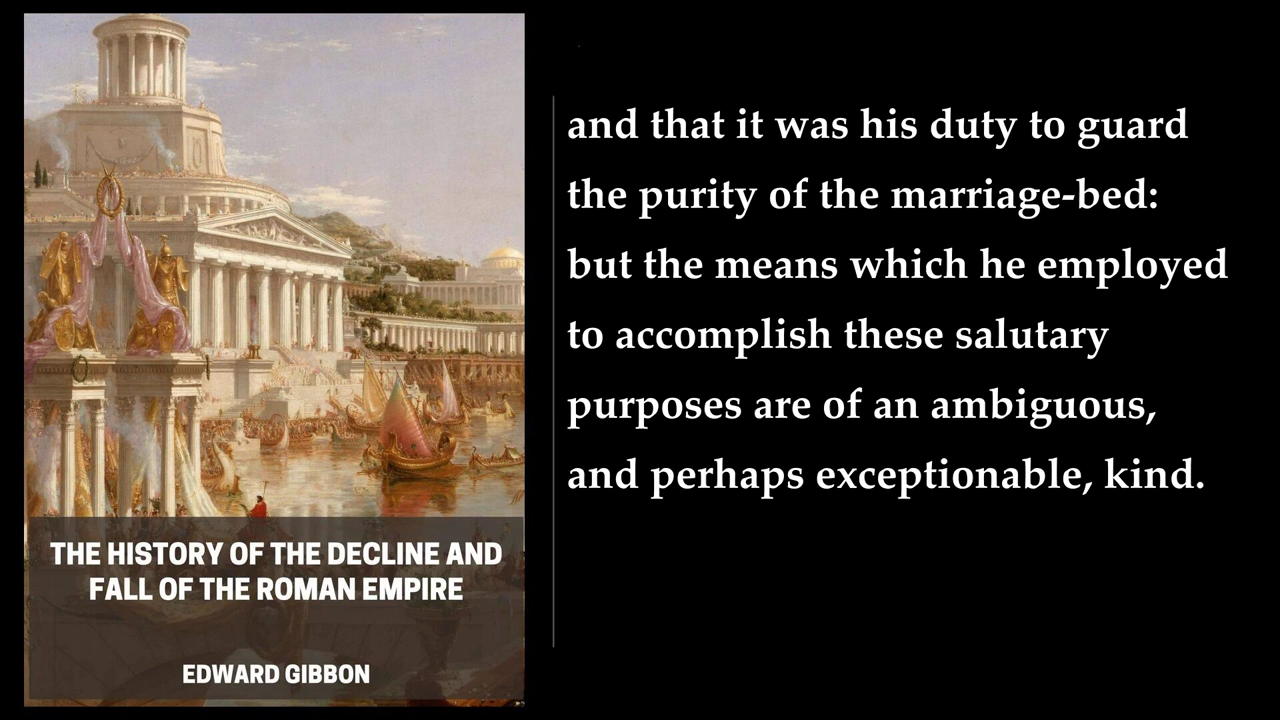 THE HISTORY OF THE DECLINE AND
FALL OF THE ROMAN EMPIRE
EDWARD GIBBON
and that it was his duty to guard
the purity of the marriage-bed:
but the means which he employed
to accomplish these salutary
purposes are of an ambiguous,
and perhaps exceptionable, kind.